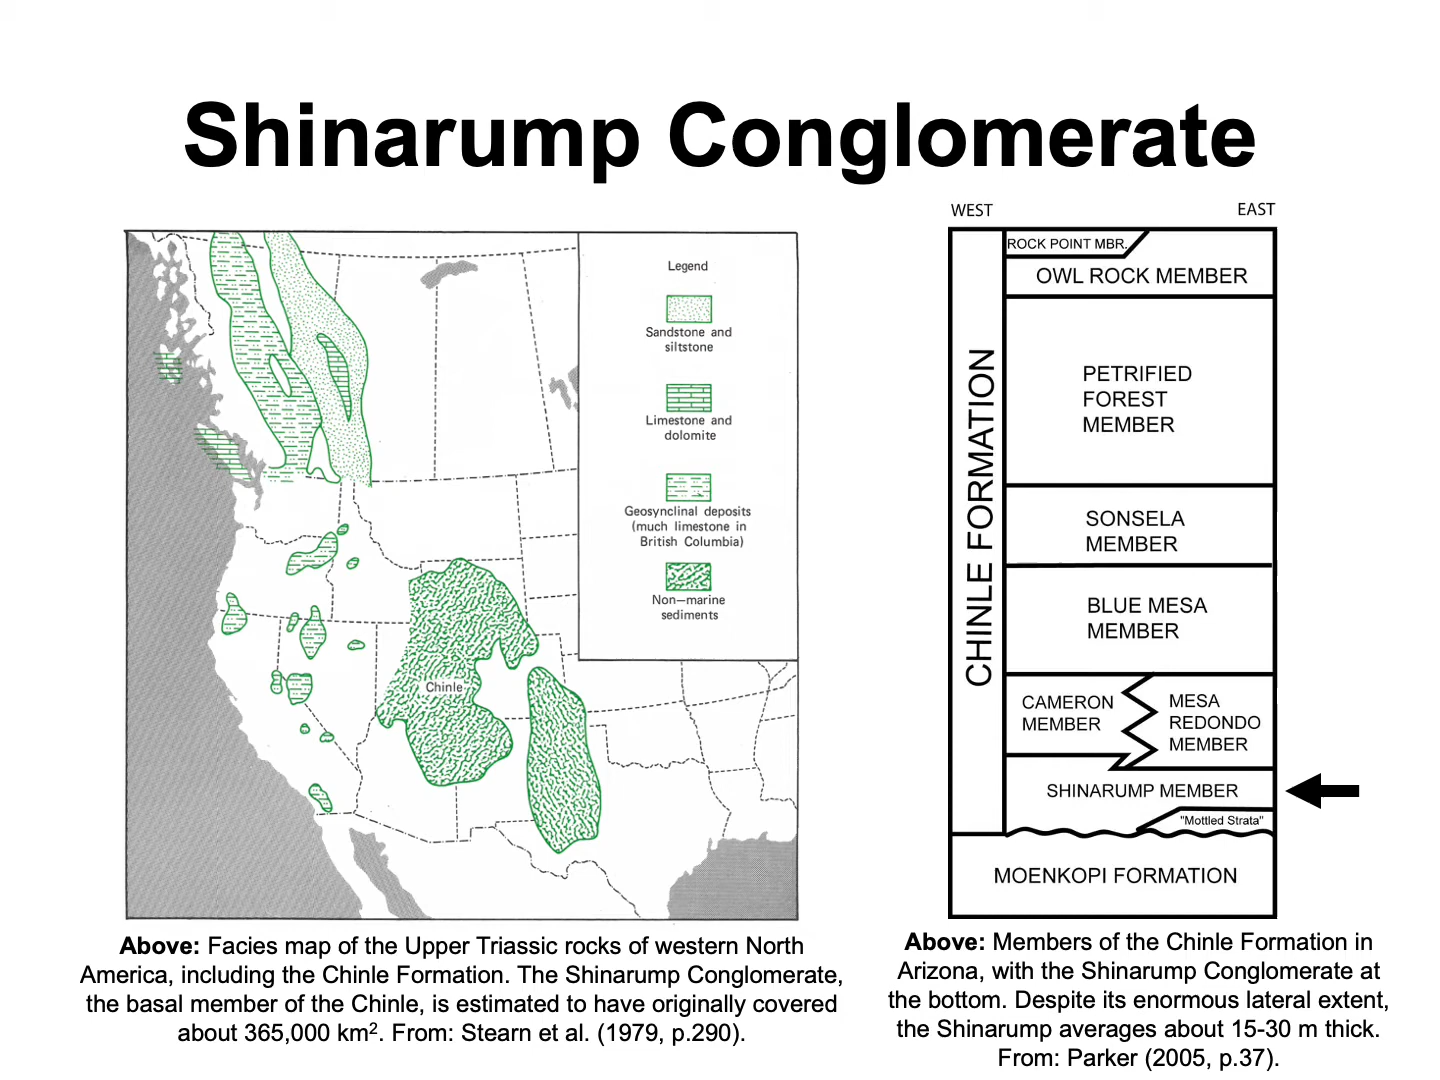 Shinarump Conglomerate
Legend
Sandstone and
siltstone
Limestone and
dolomite
Geosynclinal deposits
(much limestone in
British Columbia)
Non—marine
sediments
Chinle
Above: Facies map of the Upper Triassic rocks of western North
America, including the Chinle Formation. The Shinarump Conglomerate,
the basal member of the Chinle, is estimated to have originally covered
about 365,000 km². From: Stearn et al. (1979, p.290).
WEST
EAST
CHINLE FORMATION
ROCK POINT MBR.
OWL ROCK MEMBER
PETRIFIED
FOREST
MEMBER
SONSELA
MEMBER
BLUE MESA
MEMBER
CAMERON
MEMBER
MESA
REDONDO
MEMBER
SHINARUMP MEMBER
"Mottled Strata"
MOENKOPI FORMATION
Above: Members of the Chinle Formation in
Arizona, with the Shinarump Conglomerate at
the bottom. Despite its enormous lateral extent,
the Shinarump averages about 15-30 m thick.
From: Parker (2005, p.37).